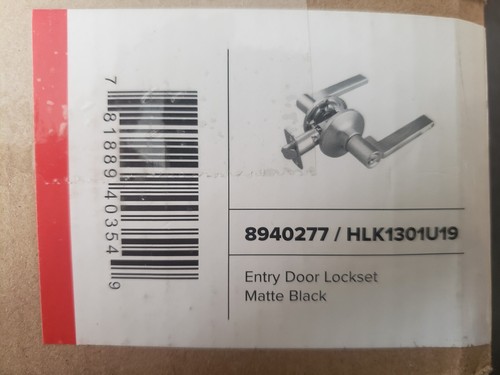 7 81889 40354 9
8940277 / HLK1301U19
Entry Door Lockset
Matte Black